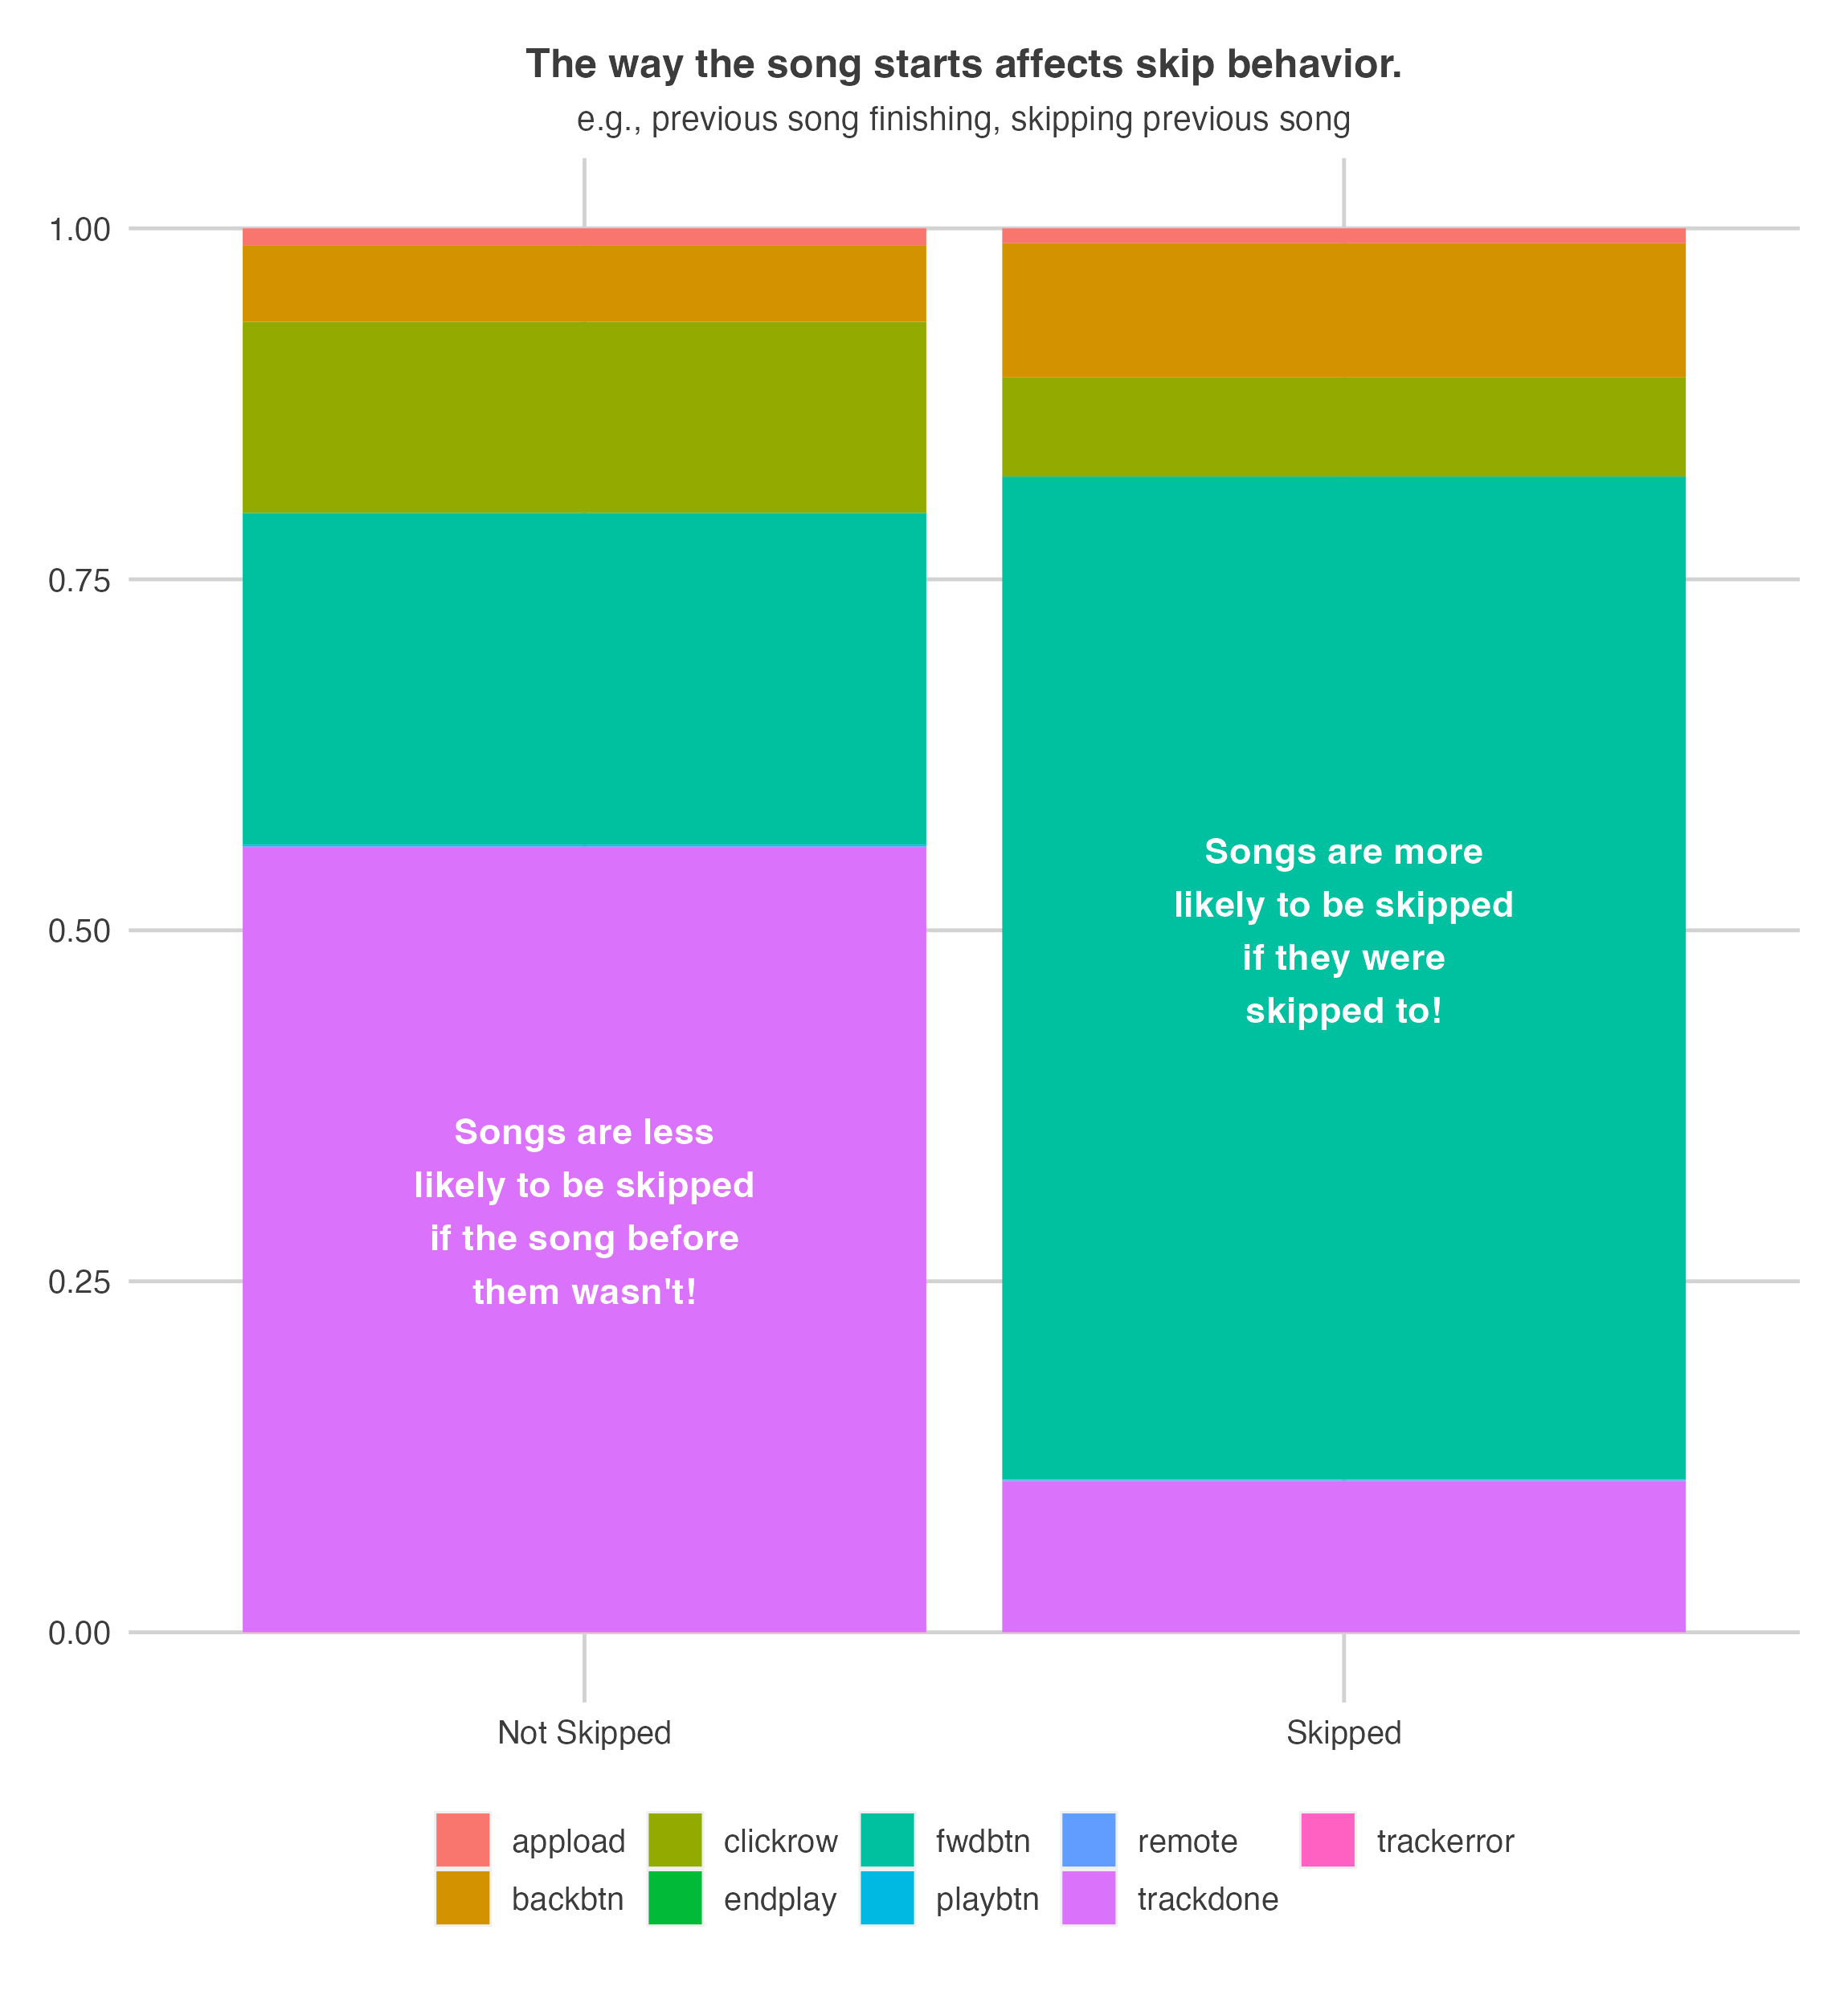 The way the song starts affects skip behavior.
e.g., previous song finishing, skipping previous song
1.00
0.75
0.50
0.25
0.00
Songs are less
likely to be skipped
if the song before
them wasn't!
Songs are more
likely to be skipped
if they were
skipped to!
Not Skipped
Skipped
appload
clickrow
fwdbtn
remote
trackerror
backbtn
endplay
playbtn
trackdone